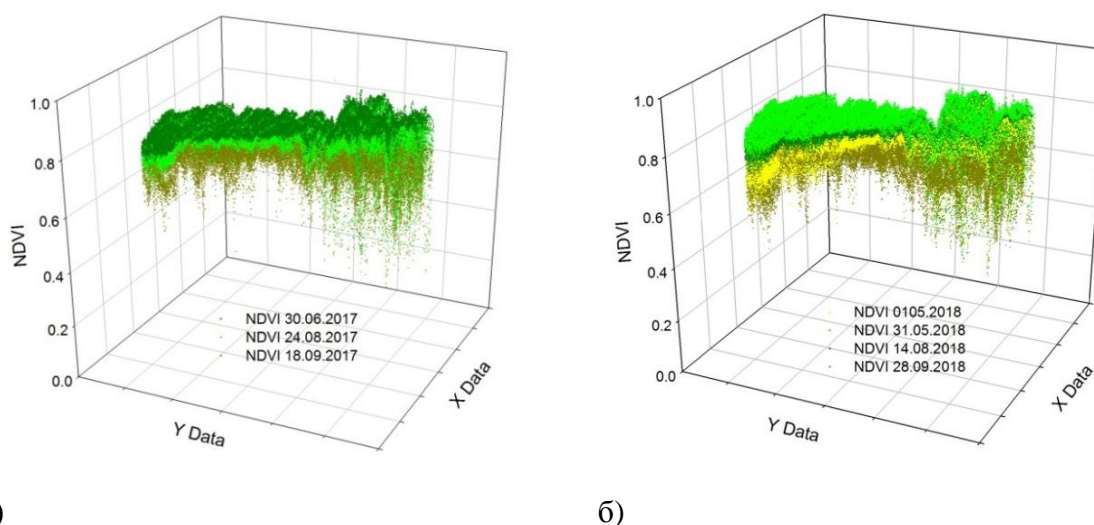 1.0
0.8
0.6
0.4
0.2
0.0
NDVI
Y Data
X Data
NDVI 30.06.2017
NDVI 24.08.2017
NDVI 18.09.2017
)
1.0
0.8
0.6
0.4
0.2
0.0
NDVI
Y Data
X Data
NDVI 0105.2018
NDVI 31.05.2018
NDVI 14.08.2018
NDVI 28.09.2018
б)